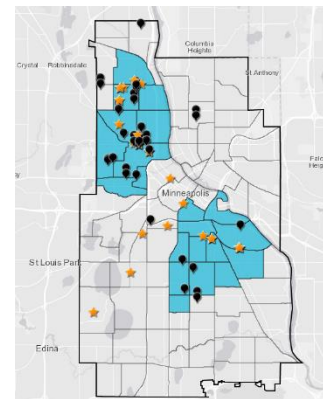 Columbia
Heights
Crystal
Robbinsdale
St Anthony
Minneapolis
St Louis Park
Edina